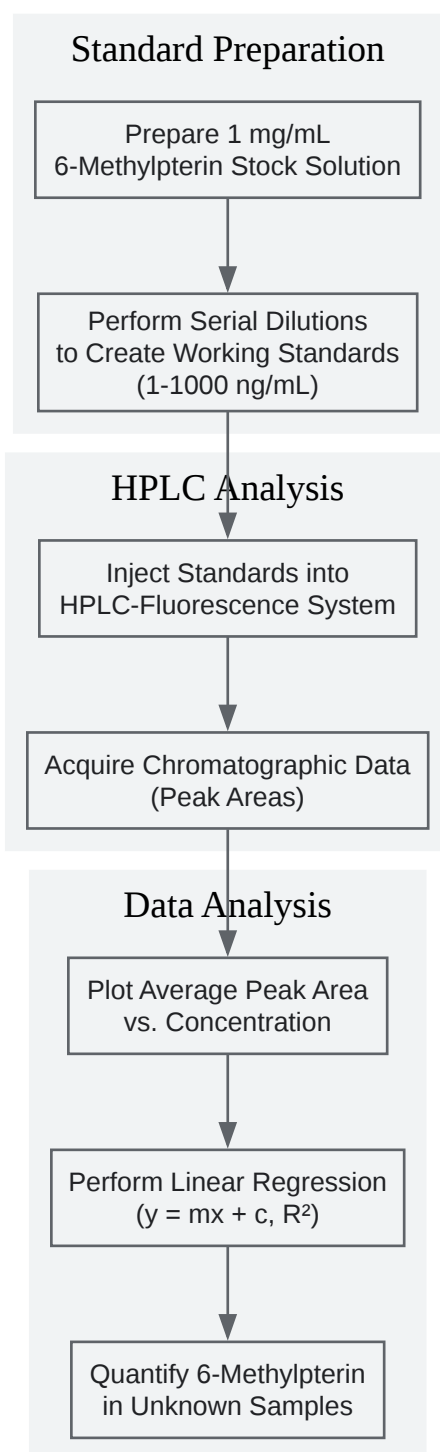 Standard Preparation
Prepare 1 mg/mL
6-Methylpterin Stock Solution
Perform Serial Dilutions
to Create Working Standards
(1-1000 ng/mL)
HPLC Analysis
Inject Standards into
HPLC-Fluorescence System
Acquire Chromatographic Data
(Peak Areas)
Data Analysis
Plot Average Peak Area
vs. Concentration
Perform Linear Regression
(y = mx + c, R²)
Quantify 6-Methylpterin
in Unknown Samples